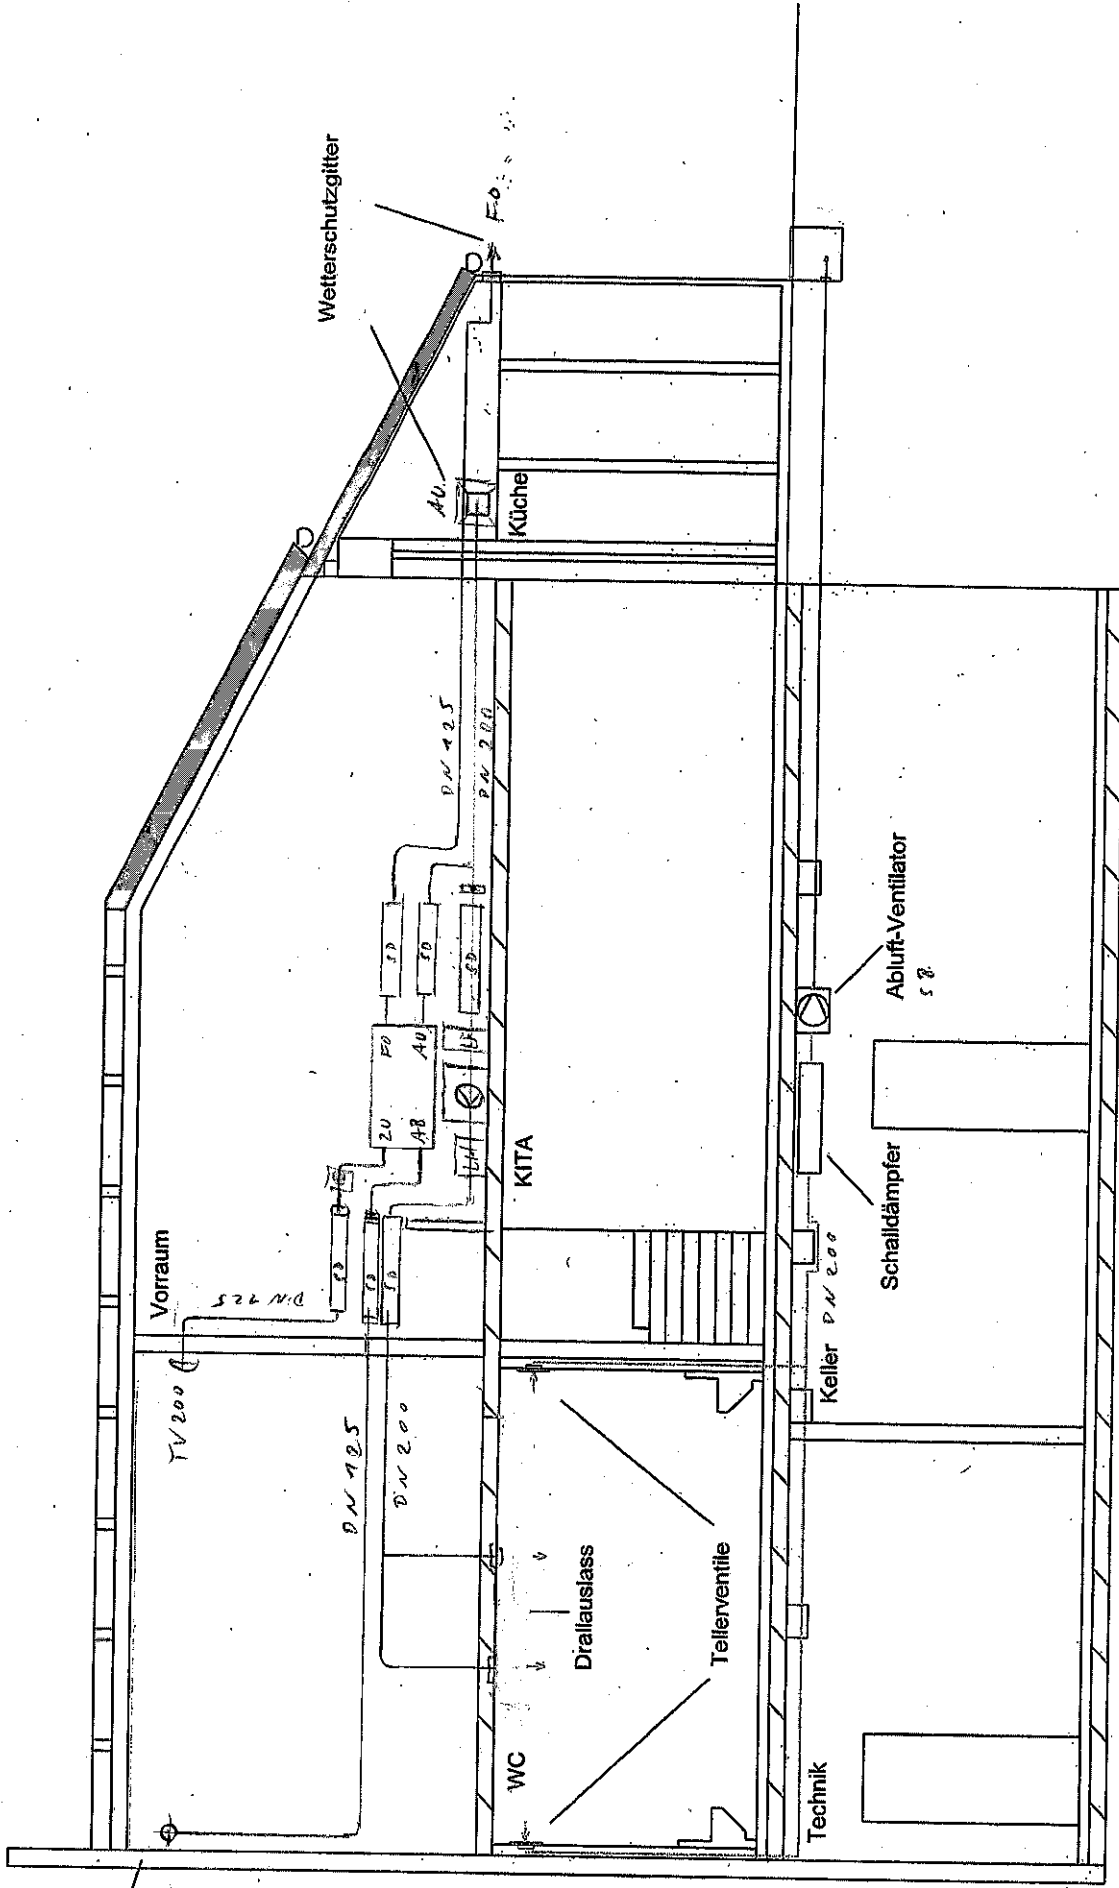 Wetterschutzgitter
FO
AU
Küche
DN 125
DN 200
SD
SD
SD
FO
AU
ZU
AB
KITA
Vorraum
SD
SD
SD
DN 125
TV 200
DN 125
DN 200
Abluft-Ventilator
Schalldämpfer
Keller DN 200
Drallauslass
Tellerventile
WC
Technik